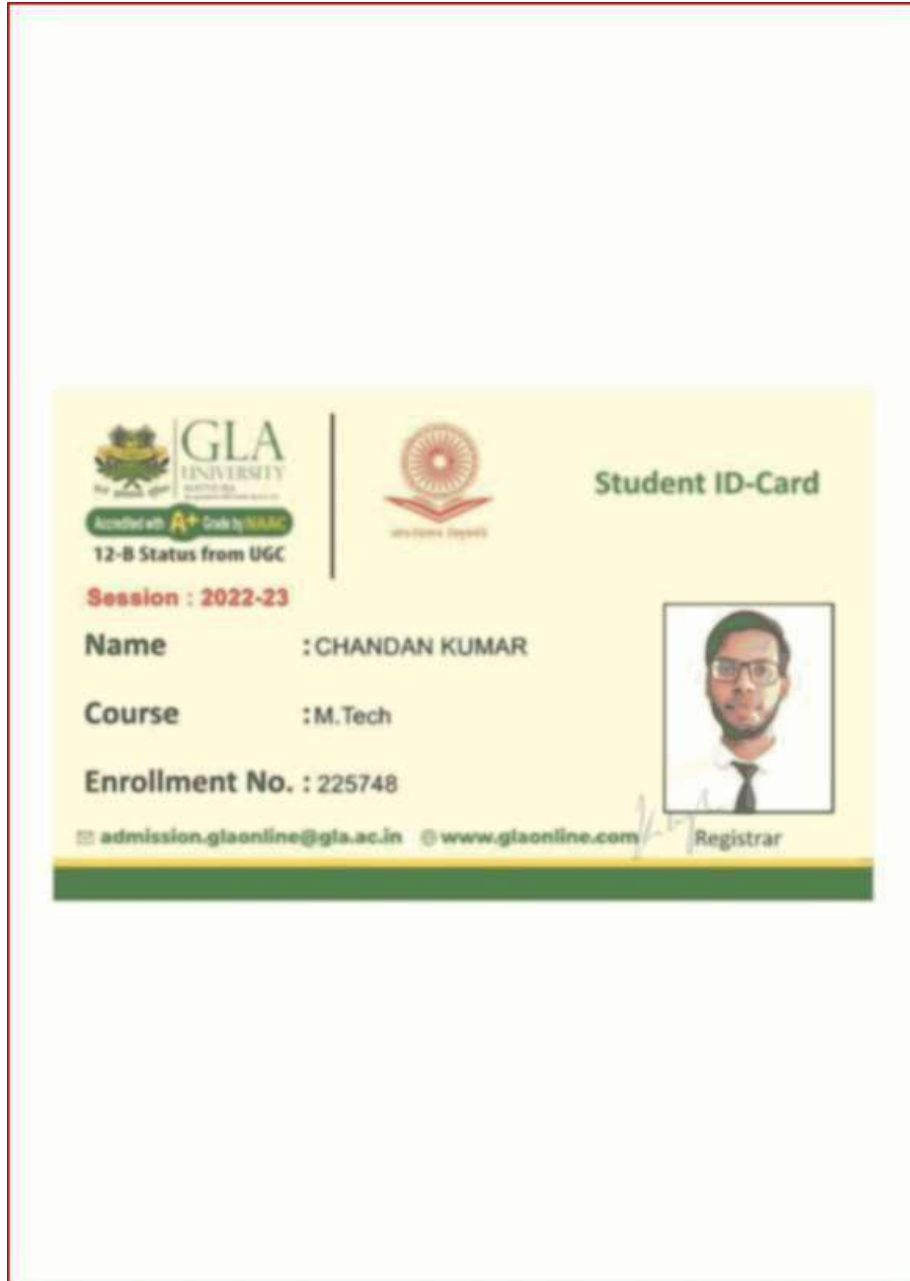 GLA
UNIVERSITY
MATHURA
Accredited with A+ Grade by NAAC
12-B Status from UGC
Student ID-Card
Session : 2022-23
Name : CHANDAN KUMAR
Course : M.Tech
Enrollment No. : 225748
admission.glaonline@gla.ac.in www.glaonline.com
Registrar